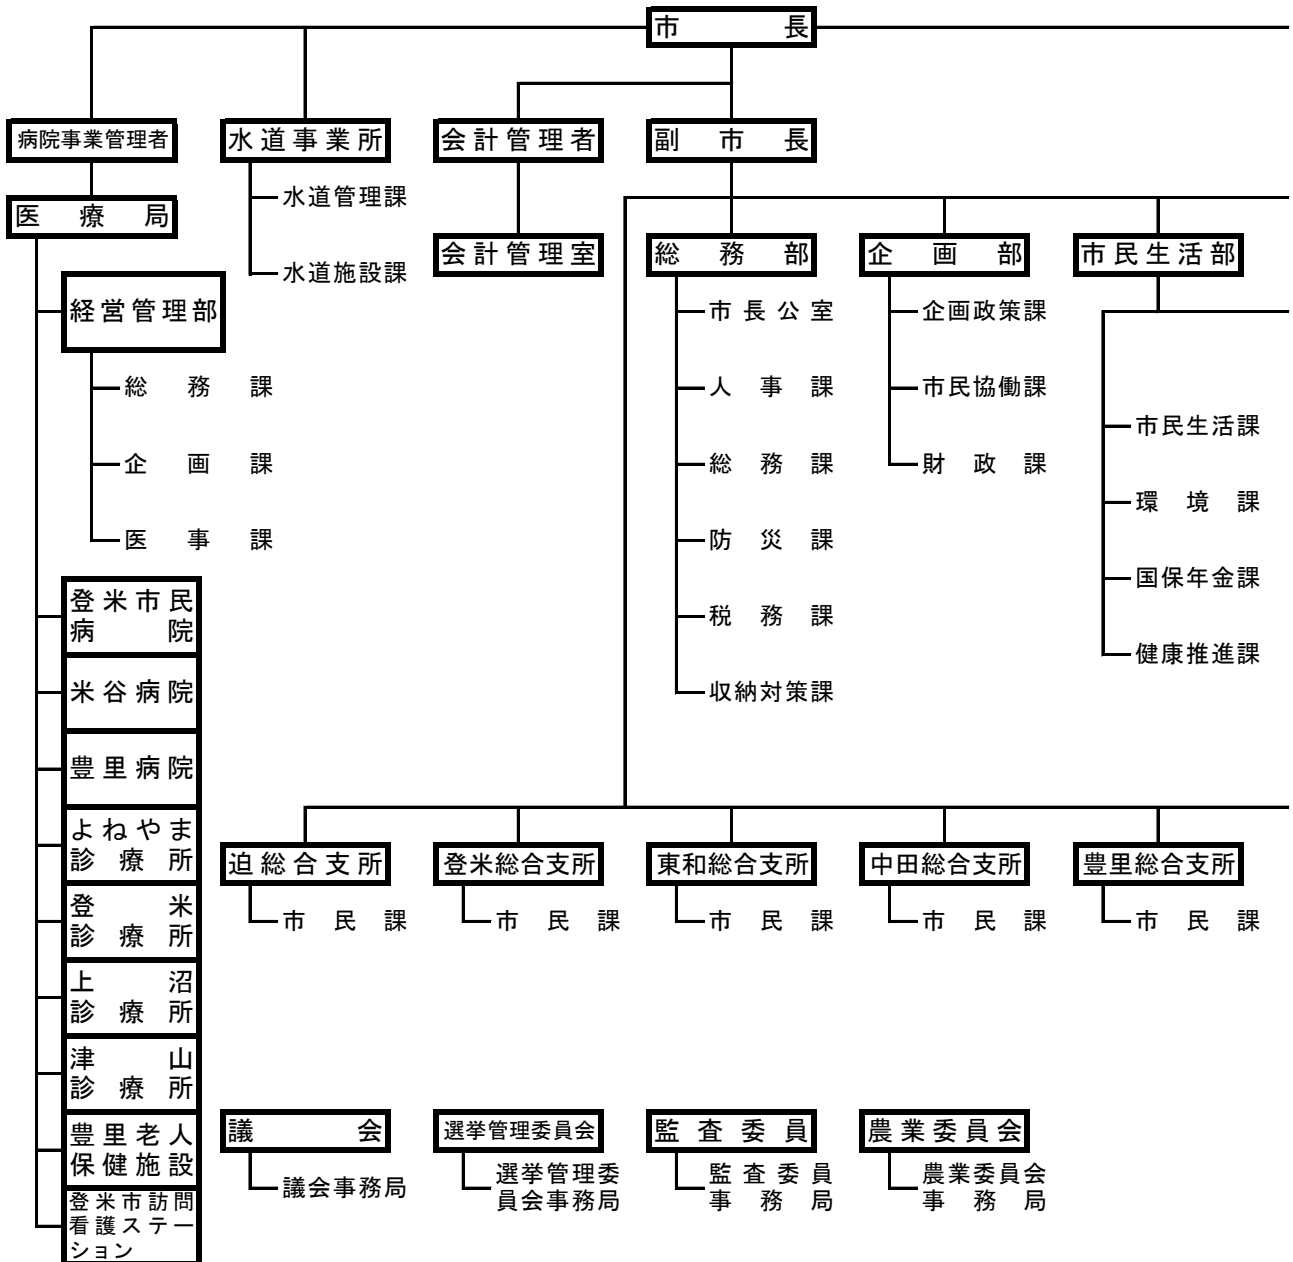 市長
病院事業管理者
水道事業所
会計管理者
副市長
水道管理課
医療局
会計管理室
総務部
企画部
市民生活部
水道施設課
経営管理部
市長公室
企画政策課
総務課
人事課
市民協働課
市民生活課
企画課
総務課
財政課
環境課
医事課
防災課
国保年金課
登米市民
病院
税務課
健康推進課
米谷病院
収納対策課
豊里病院
よねやま
診療所
迫総合支所
登米総合支所
東和総合支所
中田総合支所
豊里総合支所
登米
診療所
市民課
市民課
市民課
市民課
市民課
上沼
診療所
津山
診療所
豊里老人
保健施設
議会
選挙管理委員会
監査委員
農業委員会
議会事務局
選挙管理委
員会事務局
監査委員
事務局
農業委員会
事務局
登米市訪問
看護ステー
ション